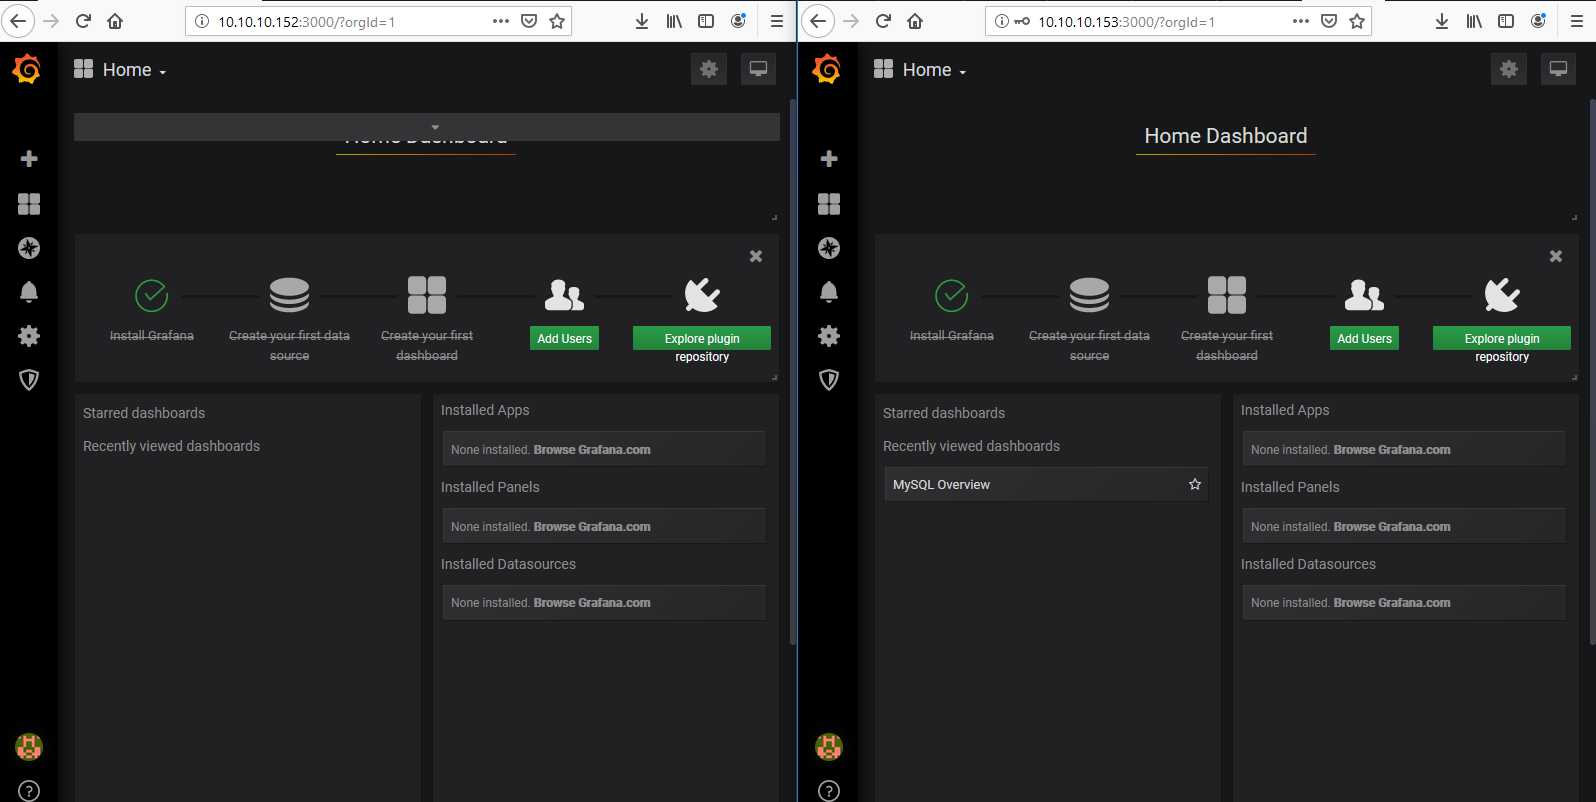 10.10.10.152:3000/?orgId=1
Home
Home Dashboard
Install Grafana
Create your first data
source
Create your first
dashboard
Add Users
Explore plugin
repository
Starred dashboards
Recently viewed dashboards
Installed Apps
None installed. Browse Grafana.com
Installed Panels
None installed. Browse Grafana.com
Installed Datasources
None installed. Browse Grafana.com
10.10.10.153:3000/?orgId=1
Home
Home Dashboard
Install Grafana
Create your first data
source
Create your first
dashboard
Add Users
Explore plugin
repository
Starred dashboards
Recently viewed dashboards
MySQL Overview
Installed Apps
None installed. Browse Grafana.com
Installed Panels
None installed. Browse Grafana.com
Installed Datasources
None installed. Browse Grafana.com